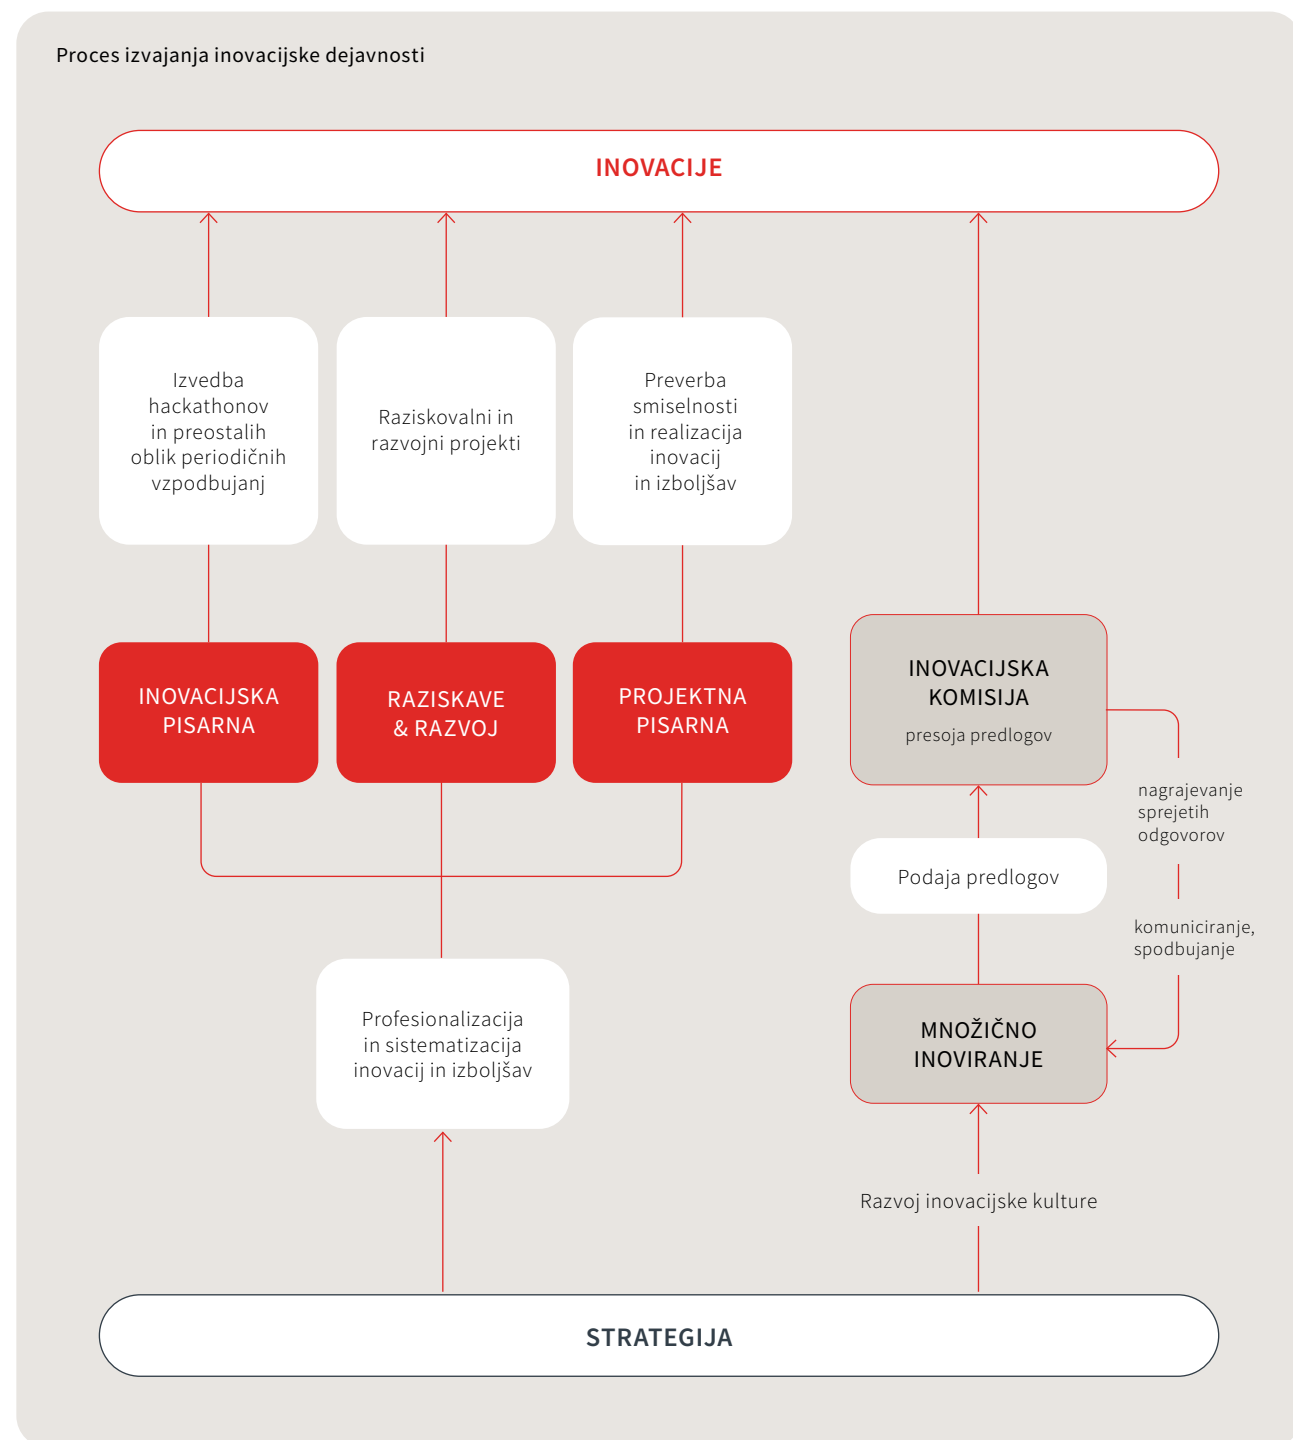 Proces izvajanja inovacijske dejavnosti
INOVACIJE
Izvedba
hackathonov
in preostalih
oblik periodičnih
vzpodbujanj
Raziskovalni in
razvojni projekti
Preverba
smiselnosti
in realizacija
inovacij
in izboljšav
INOVACIJSKA
PISARNA
RAZISKAVE
& RAZVOJ
PROJEKTNA
PISARNA
INOVACIJSKA
KOMISIJA
presoja predlogov
nagrajevanje
sprejetih
odgovorov
Podaja predlogov
komuniciranje,
spodbujanje
Profesionalizacija
in sistematizacija
inovacij in izboljšav
MNOŽIČNO
INOVIRANJE
Razvoj inovacijske kulture
STRATEGIJA